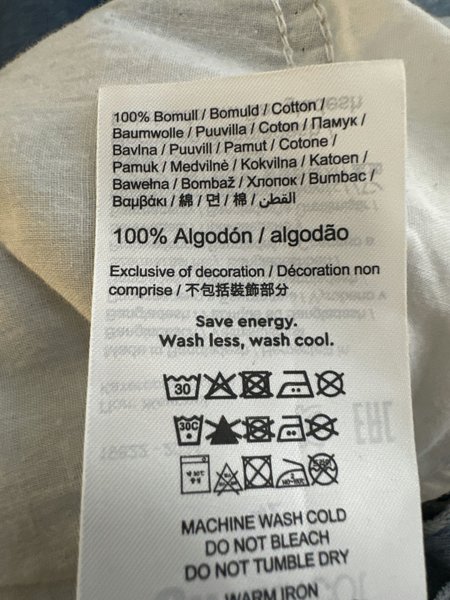 100% Bomull / Bomuld / Cotton /
Baumwolle / Puuvilla / Coton / Памук /
Bavlna / Puuvill / Pamut / Cotone /
Pamuk / Medvilnė / Kokvilna / Katoen /
Bawełna / Bombaž / Хлопок / Bumbac /
Βαμβάκι / 綿 / 면 / 棉 / القطن /
100% Algodón / algodão
Exclusive of decoration / Décoration non
comprise / 不包括裝飾部分
Save energy.
Wash less, wash cool.
30
30C
MACHINE WASH COLD
DO NOT BLEACH
DO NOT TUMBLE DRY
WARM IRON